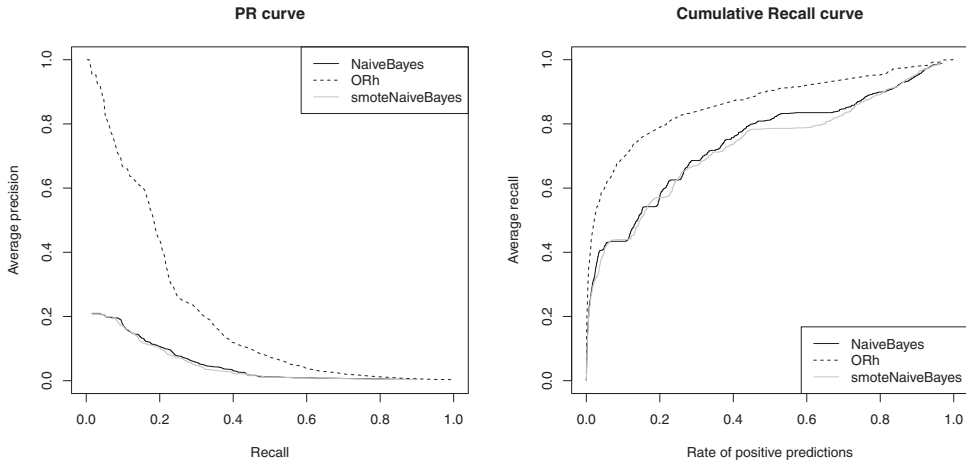 PR curve
Average precision
1.0
0.8
0.6
0.4
0.2
0.0
NaiveBayes
ORh
smoteNaiveBayes
0.0 0.2 0.4 0.6 0.8 1.0
Recall
Cumulative Recall curve
Average recall
1.0
0.8
0.6
0.4
0.2
0.0
NaiveBayes
ORh
smoteNaiveBayes
0.0 0.2 0.4 0.6 0.8 1.0
Rate of positive predictions